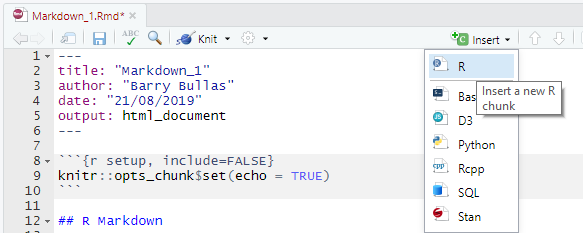 Markdown_1.Rmd*
ABC
Knit
Insert
1 ---
2 title: "Markdown_1"
3 author: "Barry Bullas"
4 date: "21/08/2019"
5 output: html_document
6 ---
7
8 ```{r setup, include=FALSE}
9 knitr::opts_chunk$set(echo = TRUE)
10 ```
11
12 ## R Markdown
R
Insert a new R
chunk
Bas
D3
Python
Rcpp
SQL
Stan